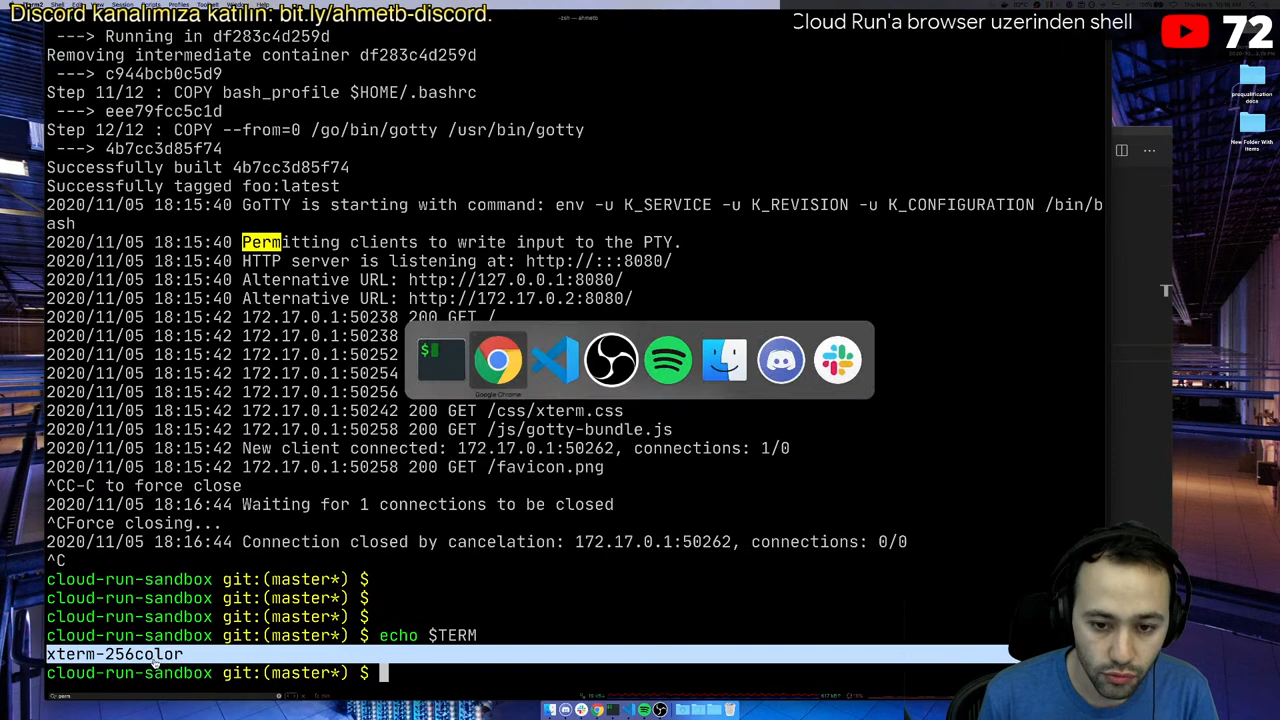 Discord kanalimiza katilin: bit.ly/ahmetb-discord.
Cloud Run'a browser uzerinden shell
72
---> Running in df283c4d259d
Removing intermediate container df283c4d259d
---> c944bcb0c5d9
Step 11/12 : COPY bash_profile $HOME/.bashrc
---> eee79fcc5c1d
Step 12/12 : COPY --from=0 /go/bin/gotty /usr/bin/gotty
---> 4b7cc3d85f74
Successfully built 4b7cc3d85f74
Successfully tagged foo:latest
2020/11/05 18:15:40 GoTTY is starting with command: env -u K_SERVICE -u K_REVISION -u K_CONFIGURATION /bin/b
ash
2020/11/05 18:15:40 Permitting clients to write input to the PTY.
2020/11/05 18:15:40 HTTP server is listening at: http://:::8080/
2020/11/05 18:15:40 Alternative URL: http://127.0.0.1:8080/
2020/11/05 18:15:40 Alternative URL: http://172.17.0.2:8080/
2020/11/05 18:15:42 172.17.0.1:50238 200 GET /
2020/11/05 18:15:42 172.17.0.1:50238
2020/11/05 18:15:42 172.17.0.1:50252
2020/11/05 18:15:42 172.17.0.1:50254
2020/11/05 18:15:42 172.17.0.1:50256
2020/11/05 18:15:42 172.17.0.1:50242 200 GET /css/xterm.css
2020/11/05 18:15:42 172.17.0.1:50258 200 GET /js/gotty-bundle.js
2020/11/05 18:15:42 New client connected: 172.17.0.1:50262, connections: 1/0
2020/11/05 18:15:42 172.17.0.1:50258 200 GET /favicon.png
^CC-C to force close
2020/11/05 18:16:44 Waiting for 1 connections to be closed
^CForce closing...
2020/11/05 18:16:44 Connection closed by cancelation: 172.17.0.1:50262, connections: 0/0
^C
cloud-run-sandbox git:(master*) $
cloud-run-sandbox git:(master*) $
cloud-run-sandbox git:(master*) $
cloud-run-sandbox git:(master*) $ echo $TERM
xterm-256color
cloud-run-sandbox git:(master*) $
Google Chrome
prequalification
docs
New Folder With
Items